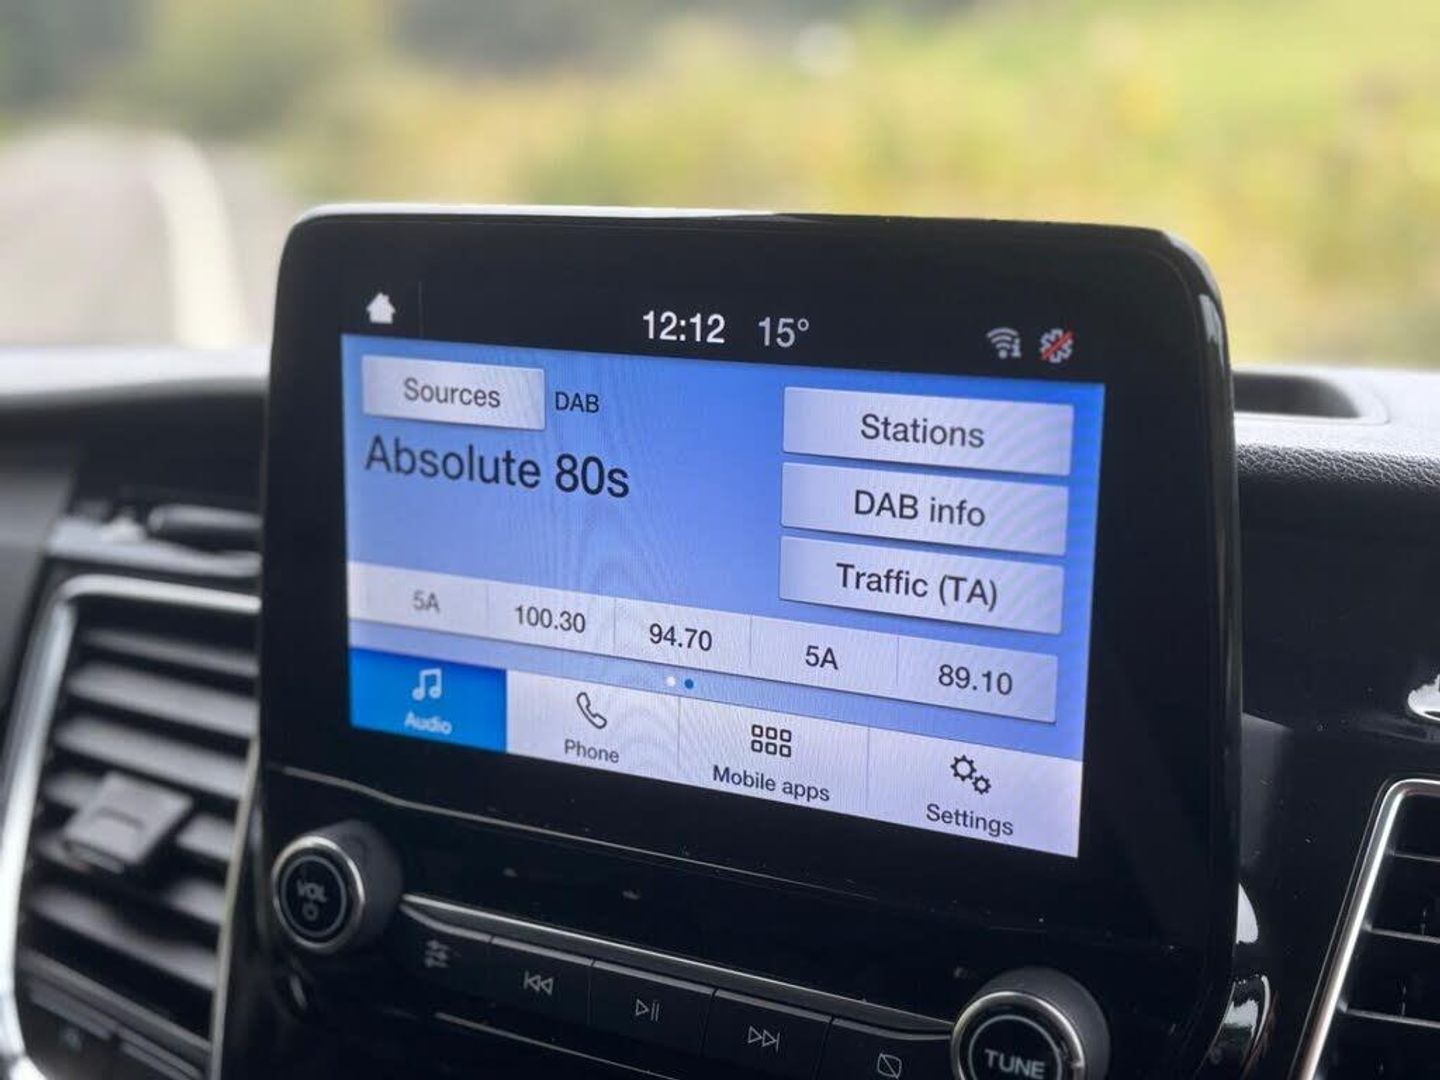 12:12 15°
Sources DAB
Absolute 80s
Stations
DAB info
Traffic (TA)
5A 100.30 94.70 5A 89.10
Audio Phone Mobile apps Settings
VOL
TUNE